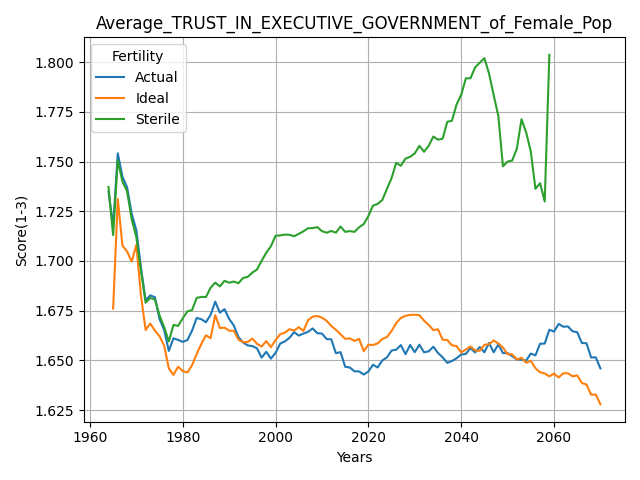 Average_TRUST_IN_EXECUTIVE_GOVERNMENT_of_Female_Pop
Fertility
Actual
Ideal
Sterile
Score(1-3)
1.800
1.775
1.750
1.725
1.700
1.675
1.650
1.625
1960
1980
2000
2020
2040
2060
Years